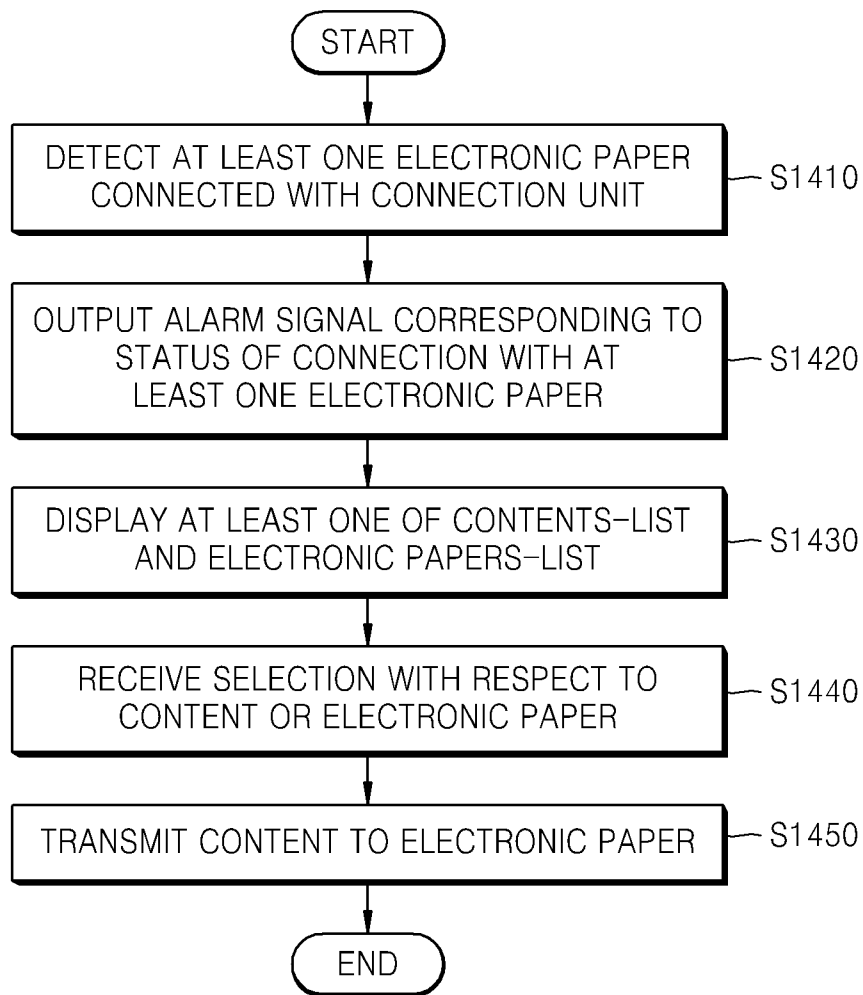 START
DETECT AT LEAST ONE ELECTRONIC PAPER
CONNECTED WITH CONNECTION UNIT
S1410
OUTPUT ALARM SIGNAL CORRESPONDING TO
STATUS OF CONNECTION WITH AT
LEAST ONE ELECTRONIC PAPER
S1420
DISPLAY AT LEAST ONE OF CONTENTS-LIST
AND ELECTRONIC PAPERS-LIST
S1430
RECEIVE SELECTION WITH RESPECT TO
CONTENT OR ELECTRONIC PAPER
S1440
TRANSMIT CONTENT TO ELECTRONIC PAPER
S1450
END